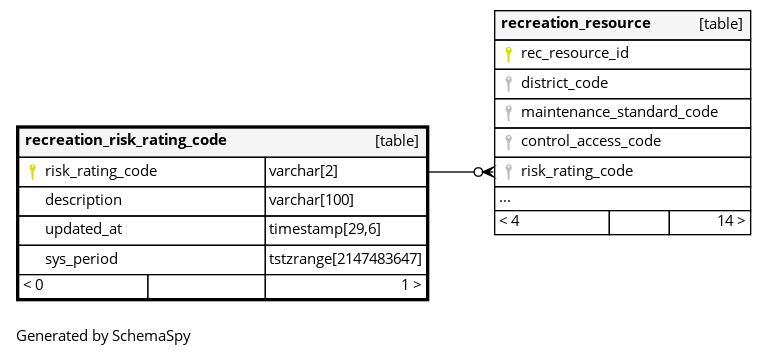 recreation_resource [table]
rec_resource_id
district_code
maintenance_standard_code
control_access_code
risk_rating_code
...
< 4 14 >
recreation_risk_rating_code [table]
risk_rating_code varchar[2]
description varchar[100]
updated_at timestamp[29,6]
sys_period tstzrange[2147483647]
< 0 1 >
Generated by SchemaSpy